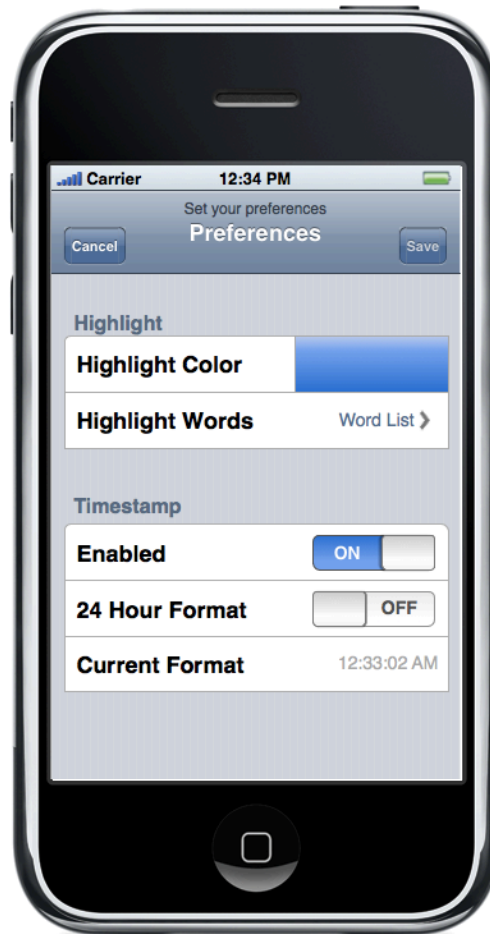 Carrier 12:34 PM
Set your preferences
Cancel Preferences Save
Highlight
Highlight Color
Highlight Words Word List
Timestamp
Enabled ON
24 Hour Format OFF
Current Format 12:33:02 AM